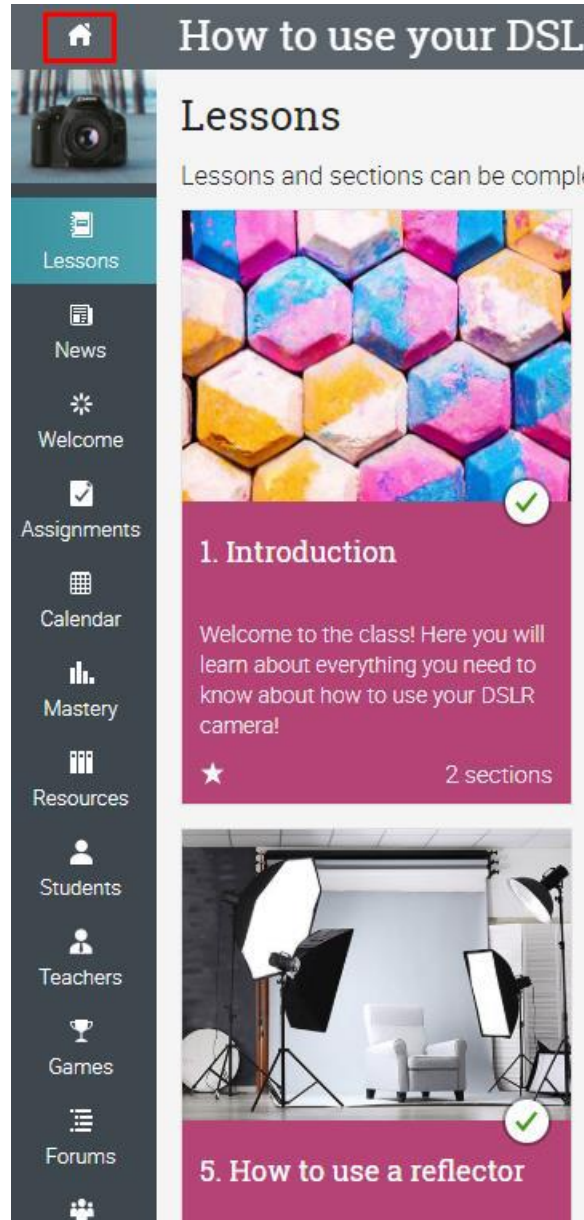 How to use your DSL
Lessons
Lessons and sections can be compl
Lessons
News
Welcome
Assignments
Calendar
Mastery
Resources
Students
Teachers
Games
Forums
1. Introduction
Welcome to the class! Here you will
learn about everything you need to
know about how to use your DSLR
camera!
2 sections
5. How to use a reflector